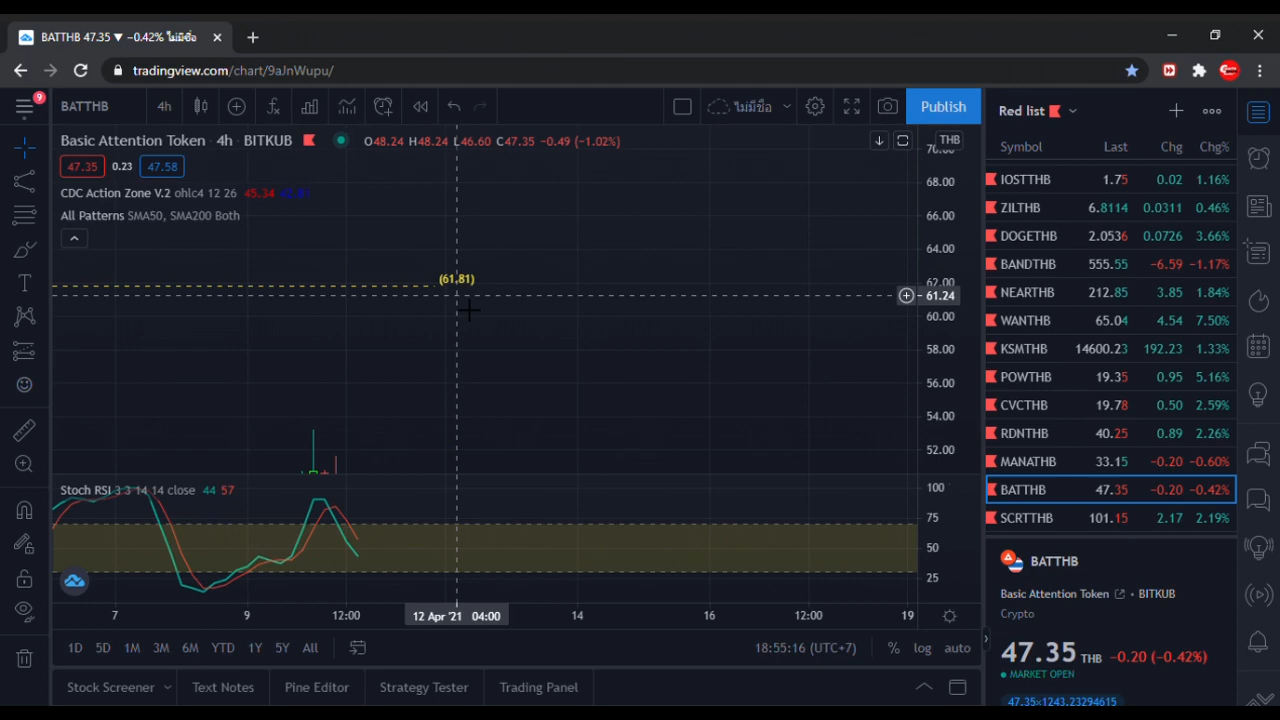 BATTHB 47.35 ▼ −0.42% ไม่มีชื่อ
tradingview.com/chart/9aJnWupu/
9
BATTHB 4h ไม่มีชื่อ Publish
Red list
Basic Attention Token · 4h · BITKUB O48.24 H48.24 L46.60 C47.35 −0.49 (−1.02%)
THB
47.35 0.23 47.58
CDC Action Zone V.2 ohlc4 12 26 45.34
All Patterns SMA50, SMA200 Both
(61.81)
68.00
66.00
64.00
62.00
61.24
60.00
58.00
56.00
54.00
52.00
Stoch RSI 3 3 14 14 close 44 57
100
75
50
25
7 9 12:00 12 Apr '21 04:00 14 16 12:00 19
1D 5D 1M 3M 6M YTD 1Y 5Y All 18:55:16 (UTC+7) % log auto
Stock Screener Text Notes Pine Editor Strategy Tester Trading Panel
Symbol Last Chg Chg%
IOSTTHB 1.75 0.02 1.16%
ZILTHB 6.8114 0.0311 0.46%
DOGETHB 2.0536 0.0726 3.66%
BANDTHB 555.55 −6.59 −1.17%
NEARTHB 212.85 3.85 1.84%
WANTHB 65.04 4.54 7.50%
KSMTHB 14600.23 192.23 1.33%
POWTHB 19.35 0.95 5.16%
CVCTHB 19.78 0.50 2.59%
RDNTHB 40.25 0.89 2.26%
MANATHB 33.15 −0.20 −0.60%
BATTHB 47.35 −0.20 −0.42%
SCRTTHB 101.15 2.17 2.19%
BATTHB
Basic Attention Token • BITKUB
Crypto
47.35 THB −0.20 (−0.42%)
MARKET OPEN
47.35×1243.23294615